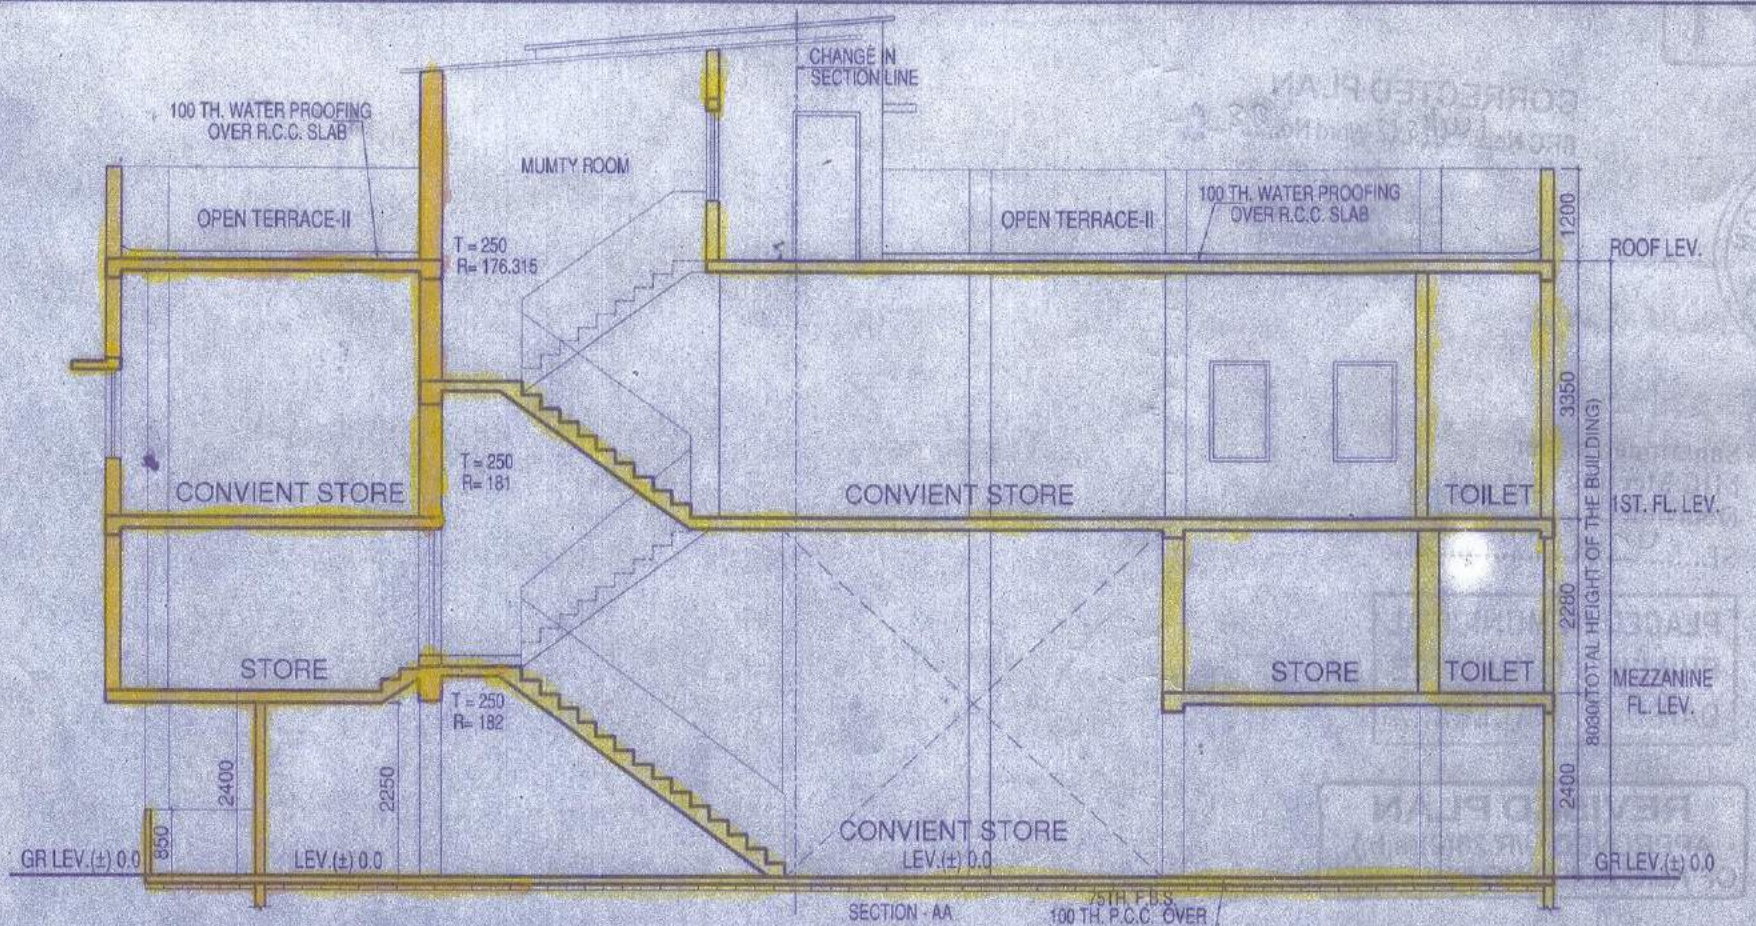 CHANGE IN
SECTION LINE
CORRECTED PLAN
100 TH. WATER PROOFING
OVER R.C.C. SLAB
MUMTY ROOM
OPEN TERRACE-II
T = 250
R= 176.315
OPEN TERRACE-II
100 TH. WATER PROOFING
OVER R.C.C. SLAB
1200
ROOF LEV.
3350
T = 250
R= 181
CONVIENT STORE
CONVIENT STORE
TOILET
1ST. FL. LEV.
8030/TOTAL HEIGHT OF THE BUILDING)
2280
STORE
STORE
TOILET
MEZZANINE
FL. LEV.
T = 250
R= 182
2400
2250
2400
850
REVISED PLAN
CONVIENT STORE
GR LEV.(±) 0.0
LEV.(±) 0.0
LEV.(±) 0.0
GR LEV.(±) 0.0
SECTION - AA
75TH. F.B.S.
100 TH. P.C.C. OVER